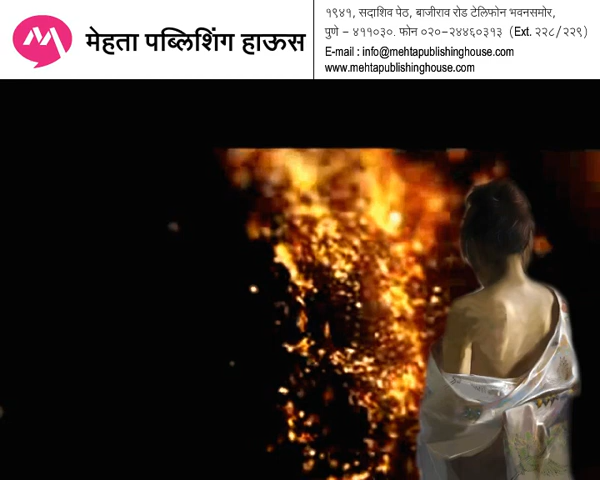 मेहता पब्लिशिंग हाऊस
१९४१, सदाशिव पेठ, बाजीराव रोड टेलिफोन भवनसमोर,
पुणे – ४११०३०. फोन ०२०–२४४६०३१३ (Ext. २२८/२२९)
E-mail : info@mehtapublishinghouse.com
www.mehtapublishinghouse.com